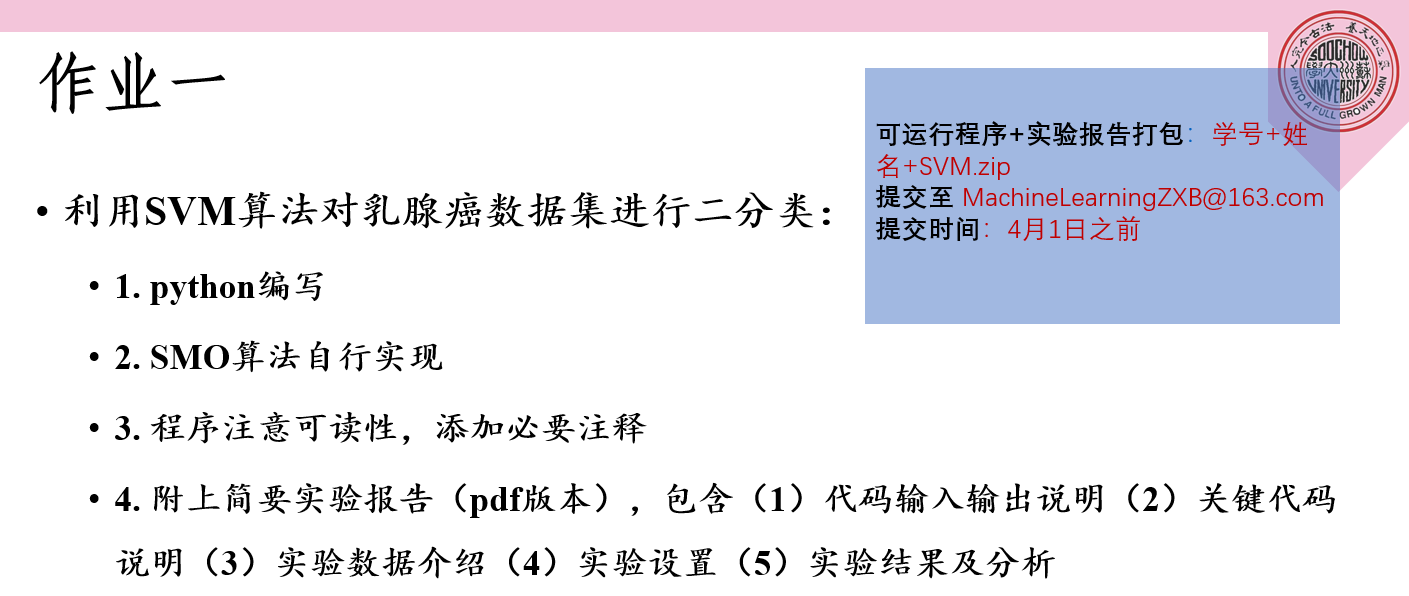 作业一
SOOCHOW
UNIVERSITY
UNTO A FULL GROWN MAN
可运行程序+实验报告打包：学号+姓
名+SVM.zip
提交至 MachineLearningZXB@163.com
提交时间：4月1日之前
• 利用SVM算法对乳腺癌数据集进行二分类：
• 1. python编写
• 2. SMO算法自行实现
• 3. 程序注意可读性，添加必要注释
• 4. 附上简要实验报告（pdf版本），包含（1）代码输入输出说明（2）关键代码
说明（3）实验数据介绍（4）实验设置（5）实验结果及分析